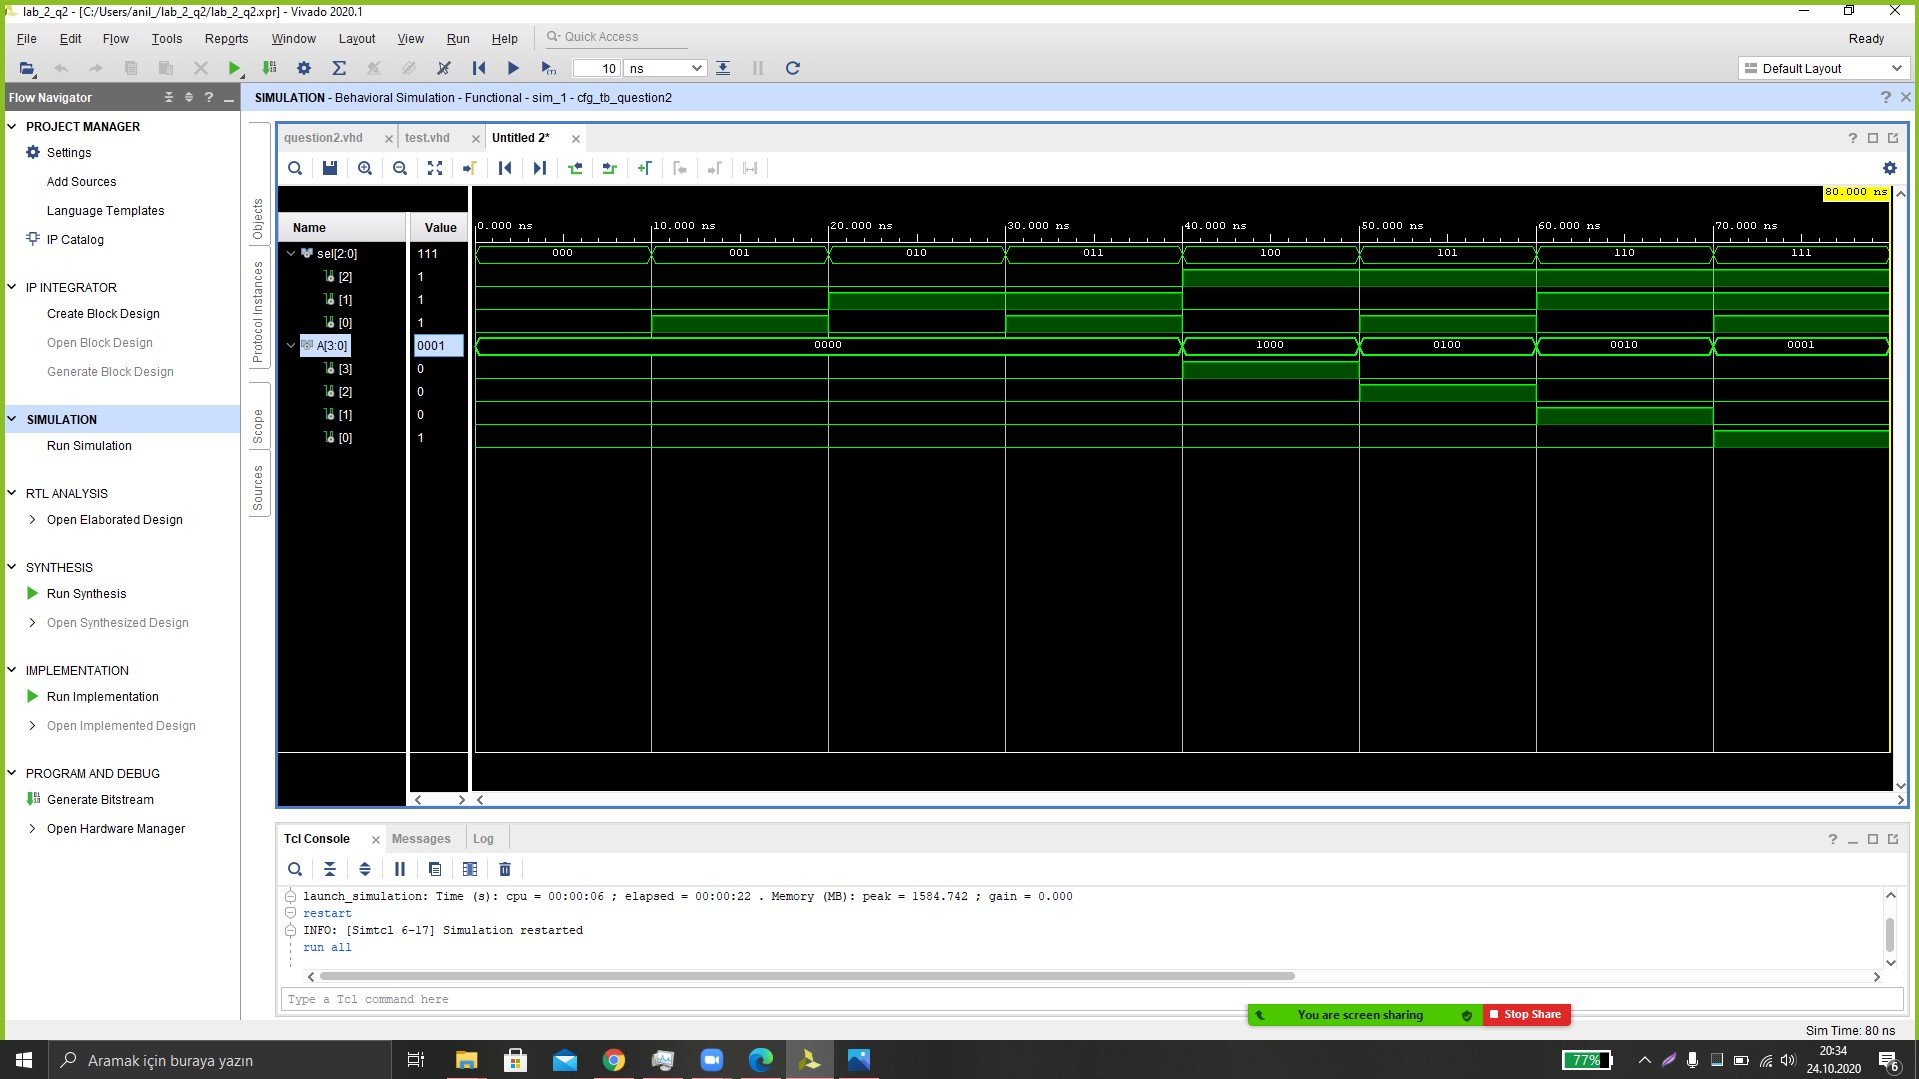 lab_2_q2 - [C:/Users/anil_/lab_2_q2/lab_2_q2.xpr] - Vivado 2020.1
File Edit Flow Tools Reports Window Layout View Run Help Quick Access Ready
10 ns Default Layout
Flow Navigator
SIMULATION - Behavioral Simulation - Functional - sim_1 - cfg_tb_question2
PROJECT MANAGER
Settings
Add Sources
Language Templates
IP Catalog
IP INTEGRATOR
Create Block Design
Open Block Design
Generate Block Design
SIMULATION
Run Simulation
RTL ANALYSIS
Open Elaborated Design
SYNTHESIS
Run Synthesis
Open Synthesized Design
IMPLEMENTATION
Run Implementation
Open Implemented Design
PROGRAM AND DEBUG
Generate Bitstream
Open Hardware Manager
Objects
Protocol Instances
Scope
Sources
question2.vhd test.vhd Untitled 2*
80.000 ns
Name Value 0.000 ns 10.000 ns 20.000 ns 30.000 ns 40.000 ns 50.000 ns 60.000 ns 70.000 ns
sel[2:0] 111 000 001 010 011 100 101 110 111
[2] 1
[1] 1
[0] 1
A[3:0] 0001 0000 1000 0100 0010 0001
[3] 0
[2] 0
[1] 0
[0] 1
Tcl Console Messages Log
launch_simulation: Time (s): cpu = 00:00:06 ; elapsed = 00:00:22 . Memory (MB): peak = 1584.742 ; gain = 0.000
restart
INFO: [Simtcl 6-17] Simulation restarted
run all
Type a Tcl command here
You are screen sharing Stop Share
Sim Time: 80 ns
Aramak için buraya yazın
77%
20:34
24.10.2020
6